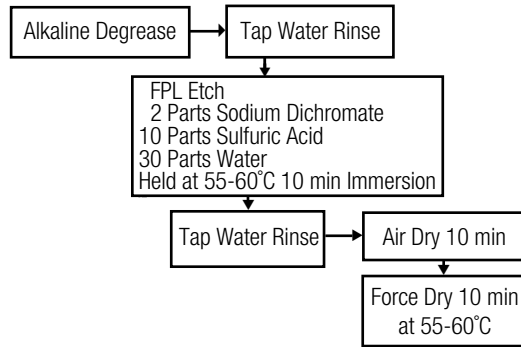 Alkaline Degrease
Tap Water Rinse
FPL Etch
2 Parts Sodium Dichromate
10 Parts Sulfuric Acid
30 Parts Water
Held at 55-60˚C 10 min Immersion
Tap Water Rinse
Air Dry 10 min
Force Dry 10 min
at 55-60˚C